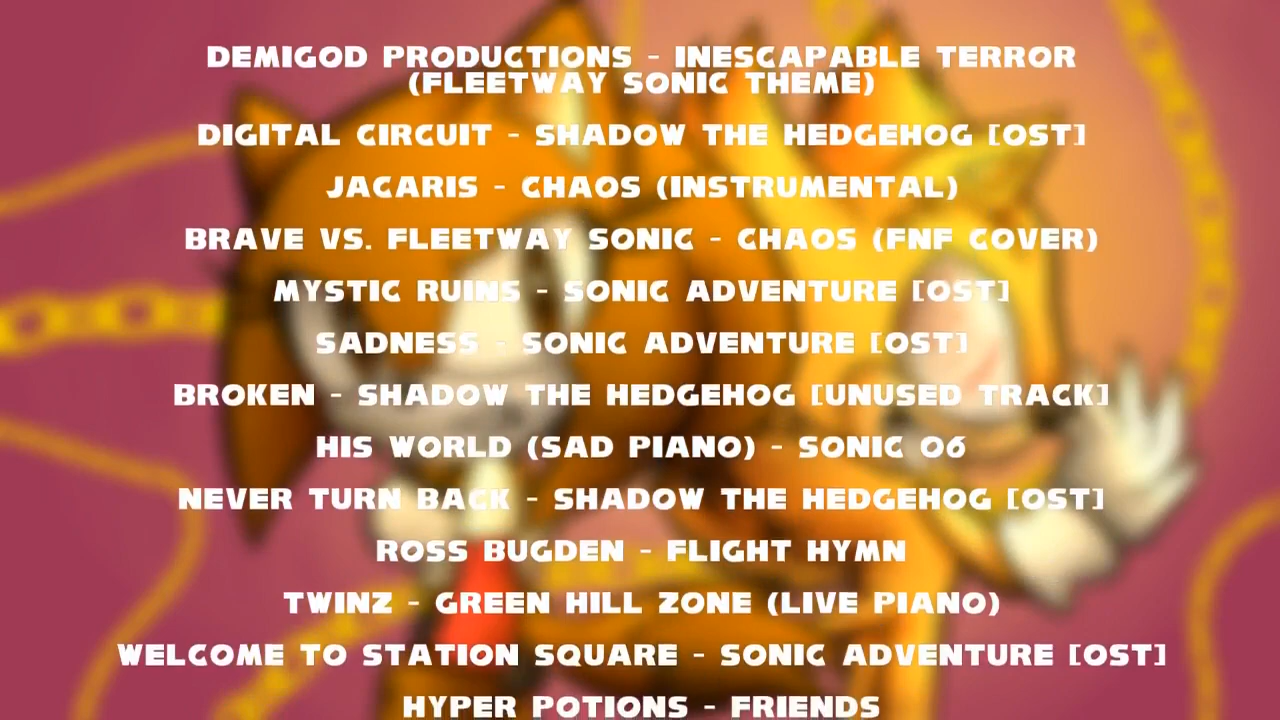 DEMIGOD PRODUCTIONS - INESCAPABLE TERROR
(FLEETWAY SONIC THEME)
DIGITAL CIRCUIT - SHADOW THE HEDGEHOG [OST]
JACARIS - CHAOS (INSTRUMENTAL)
BRAVE VS. FLEETWAY SONIC - CHAOS (FNF COVER)
MYSTIC RUINS - SONIC ADVENTURE [OST]
SADNESS - SONIC ADVENTURE [OST]
BROKEN - SHADOW THE HEDGEHOG [UNUSED TRACK]
HIS WORLD (SAD PIANO) - SONIC 06
NEVER TURN BACK - SHADOW THE HEDGEHOG [OST]
ROSS BUGDEN - FLIGHT HYMN
TWINZ - GREEN HILL ZONE (LIVE PIANO)
WELCOME TO STATION SQUARE - SONIC ADVENTURE [OST]
HYPER POTIONS - FRIENDS